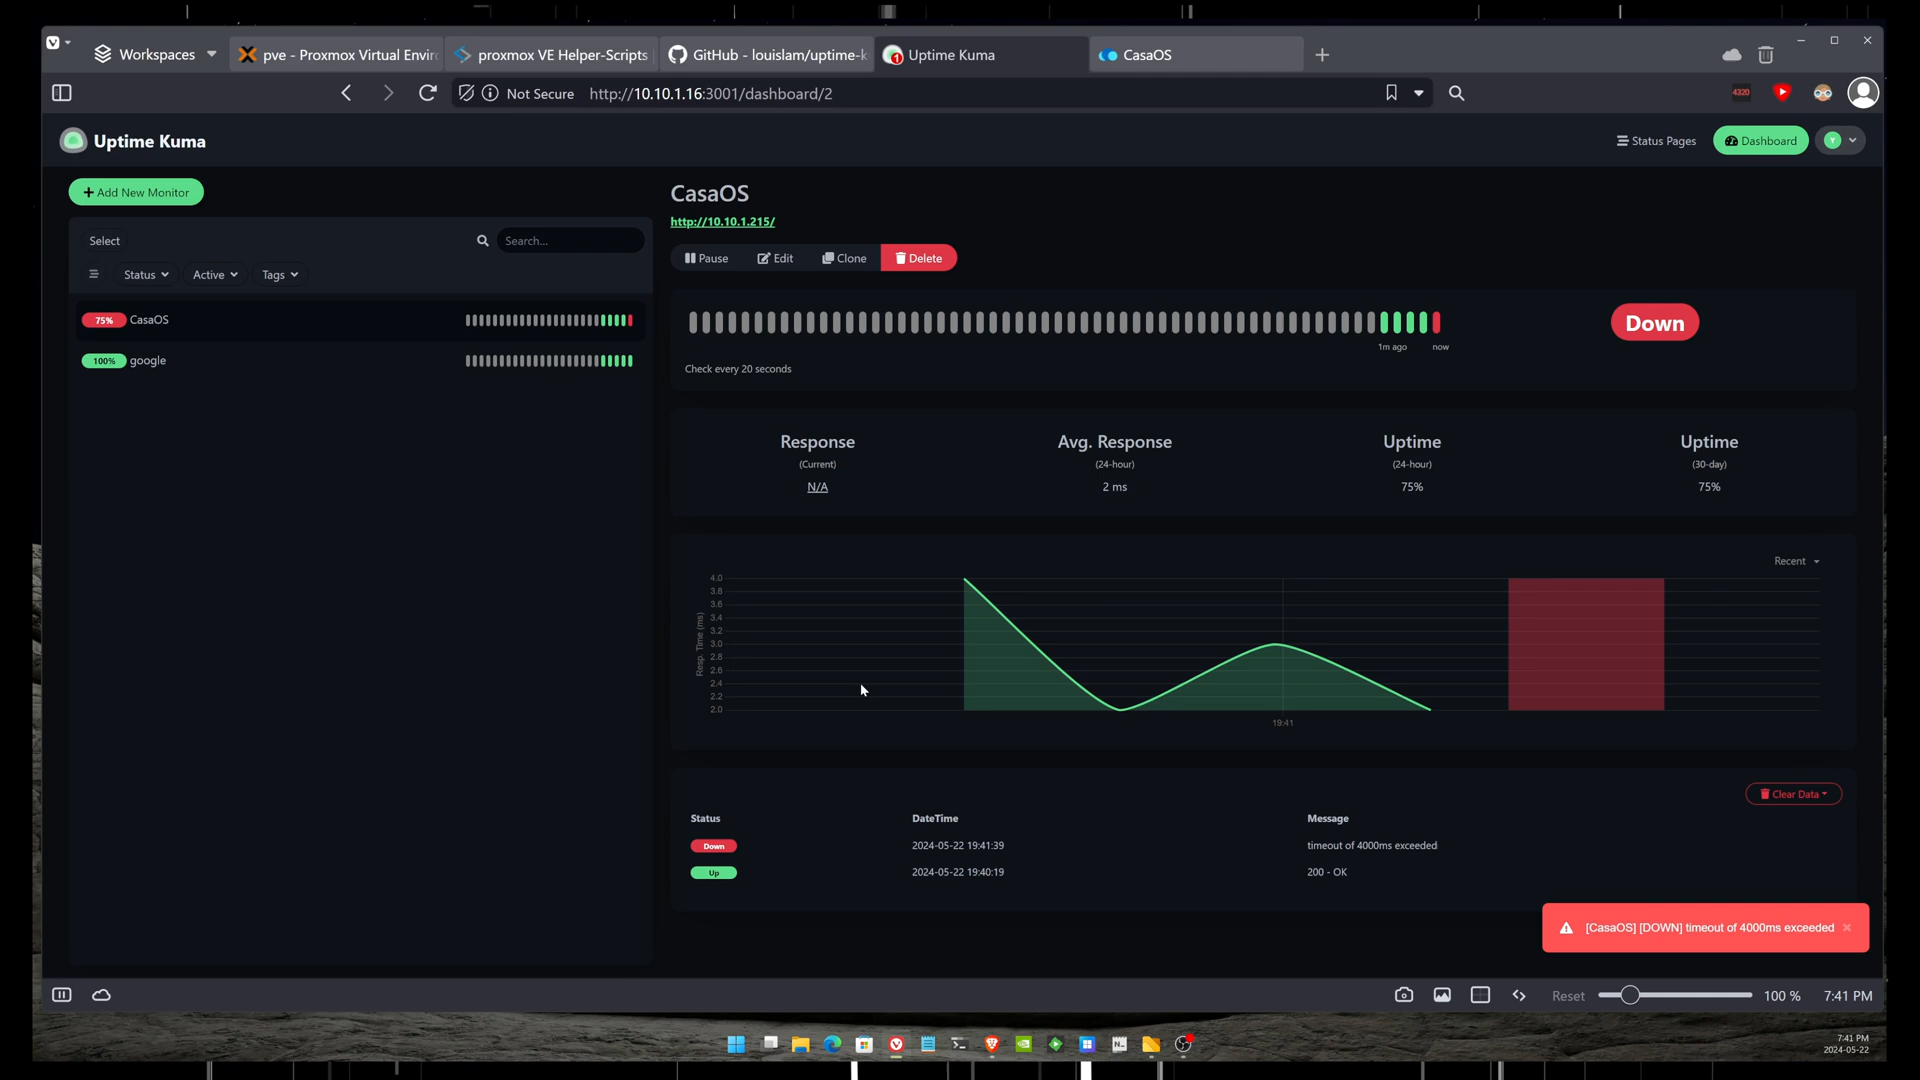 Workspaces
pve - Proxmox Virtual Envir
proxmox VE Helper-Scripts
GitHub - louislam/uptime-k
1
Uptime Kuma
CasaOS
Not Secure
http://10.10.1.16:3001/dashboard/2
4320
Uptime Kuma
Status Pages
Dashboard
Y
Add New Monitor
Select
Search...
Status
Active
Tags
75%
CasaOS
100%
google
CasaOS
http://10.10.1.215/
Pause
Edit
Clone
Delete
1m ago
now
Down
Check every 20 seconds
Response
(Current)
N/A
Avg. Response
(24-hour)
2 ms
Uptime
(24-hour)
75%
Uptime
(30-day)
75%
Recent
Resp. Time (ms)
4.0
3.8
3.6
3.4
3.2
3.0
2.8
2.6
2.4
2.2
2.0
19:41
Clear Data
Status
DateTime
Message
Down
2024-05-22 19:41:39
timeout of 4000ms exceeded
Up
2024-05-22 19:40:19
200 - OK
[CasaOS] [DOWN] timeout of 4000ms exceeded
Reset
100 %
7:41 PM
7:41 PM
2024-05-22